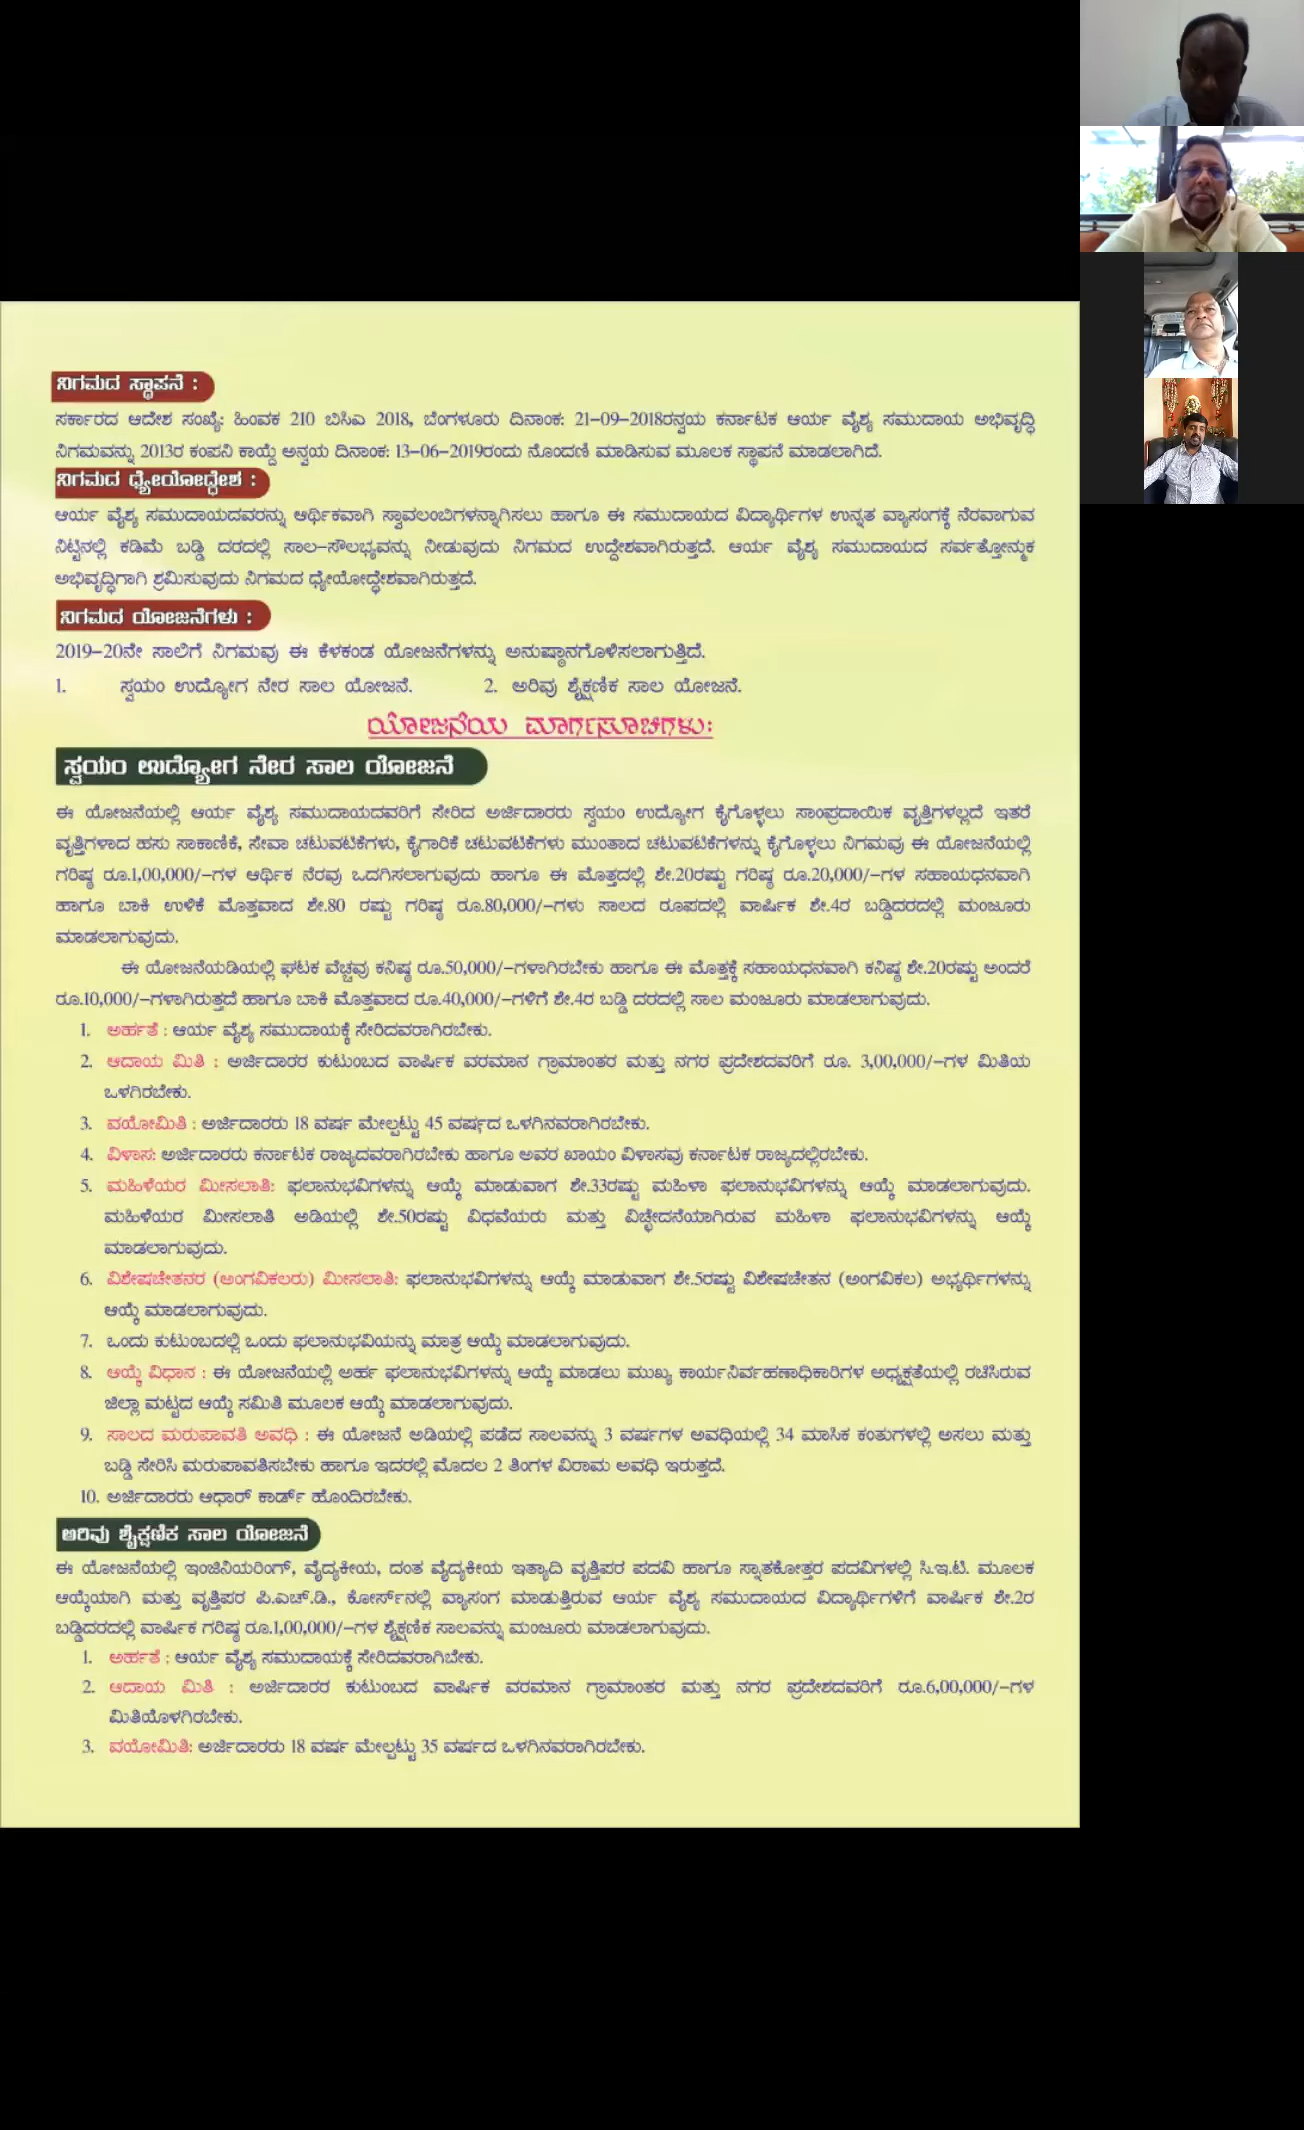 ನಿಗಮದ ಸ್ಥಾಪನೆ :
ಸರ್ಕಾರದ ಆದೇಶ ಸಂಖ್ಯೆ: ಹಿಂವಕ 210 ಬಿಸಿಎ 2018, ಬೆಂಗಳೂರು ದಿನಾಂಕ: 21-09-2018ರನ್ವಯ ಕರ್ನಾಟಕ ಆರ್ಯ ವೈಶ್ಯ ಸಮುದಾಯ ಅಭಿವೃದ್ಧಿ
ನಿಗಮವನ್ನು 2013ರ ಕಂಪನಿ ಕಾಯ್ದೆ ಅನ್ವಯ ದಿನಾಂಕ: 13-06-2019ರಂದು ನೊಂದಣಿ ಮಾಡಿಸುವ ಮೂಲಕ ಸ್ಥಾಪನೆ ಮಾಡಲಾಗಿದೆ.
ನಿಗಮದ ಧ್ಯೇಯೋದ್ಧೇಶ :
ಆರ್ಯ ವೈಶ್ಯ ಸಮುದಾಯದವರನ್ನು ಆರ್ಥಿಕವಾಗಿ ಸ್ವಾವಲಂಬಿಗಳನ್ನಾಗಿಸಲು ಹಾಗೂ ಈ ಸಮುದಾಯದ ವಿದ್ಯಾರ್ಥಿಗಳ ಉನ್ನತ ವ್ಯಾಸಂಗಕ್ಕೆ ನೆರವಾಗುವ
ನಿಟ್ಟಿನಲ್ಲಿ ಕಡಿಮೆ ಬಡ್ಡಿ ದರದಲ್ಲಿ ಸಾಲ-ಸೌಲಭ್ಯವನ್ನು ನೀಡುವುದು ನಿಗಮದ ಉದ್ದೇಶವಾಗಿರುತ್ತದೆ. ಆರ್ಯ ವೈಶ್ಯ ಸಮುದಾಯದ ಸರ್ವತ್ತೋನ್ಮುಕ
ಅಭಿವೃದ್ಧಿಗಾಗಿ ಶ್ರಮಿಸುವುದು ನಿಗಮದ ಧ್ಯೇಯೋದ್ಧೇಶವಾಗಿರುತ್ತದೆ.
ನಿಗಮದ ಯೋಜನೆಗಳು :
2019-20ನೇ ಸಾಲಿಗೆ ನಿಗಮವು ಈ ಕೆಳಕಂಡ ಯೋಜನೆಗಳನ್ನು ಅನುಷ್ಠಾನಗೊಳಿಸಲಾಗುತ್ತಿದೆ.
1. ಸ್ವಯಂ ಉದ್ಯೋಗ ನೇರ ಸಾಲ ಯೋಜನೆ. 2. ಅರಿವು ಶೈಕ್ಷಣಿಕ ಸಾಲ ಯೋಜನೆ.
ಯೋಜನೆಯ ಮಾರ್ಗಸೂಚಿಗಳು:
ಸ್ವಯಂ ಉದ್ಯೋಗ ನೇರ ಸಾಲ ಯೋಜನೆ
ಈ ಯೋಜನೆಯಲ್ಲಿ ಆರ್ಯ ವೈಶ್ಯ ಸಮುದಾಯದವರಿಗೆ ಸೇರಿದ ಅರ್ಜಿದಾರರು ಸ್ವಯಂ ಉದ್ಯೋಗ ಕೈಗೊಳ್ಳಲು ಸಾಂಪ್ರದಾಯಿಕ ವೃತ್ತಿಗಳಲ್ಲದೆ ಇತರೆ
ವೃತ್ತಿಗಳಾದ ಹಸು ಸಾಕಾಣಿಕೆ, ಸೇವಾ ಚಟುವಟಿಕೆಗಳು, ಕೈಗಾರಿಕೆ ಚಟುವಟಿಕೆಗಳು ಮುಂತಾದ ಚಟುವಟಿಕೆಗಳನ್ನು ಕೈಗೊಳ್ಳಲು ನಿಗಮವು ಈ ಯೋಜನೆಯಲ್ಲಿ
ಗರಿಷ್ಠ ರೂ.1,00,000/-ಗಳ ಆರ್ಥಿಕ ನೆರವು ಒದಗಿಸಲಾಗುವುದು ಹಾಗೂ ಈ ಮೊತ್ತದಲ್ಲಿ ಶೇ.20ರಷ್ಟು ಗರಿಷ್ಠ ರೂ.20,000/-ಗಳ ಸಹಾಯಧನವಾಗಿ
ಹಾಗೂ ಬಾಕಿ ಉಳಿಕೆ ಮೊತ್ತವಾದ ಶೇ.80 ರಷ್ಟು ಗರಿಷ್ಠ ರೂ.80,000/-ಗಳು ಸಾಲದ ರೂಪದಲ್ಲಿ ವಾರ್ಷಿಕ ಶೇ.4ರ ಬಡ್ಡಿದರದಲ್ಲಿ ಮಂಜೂರು
ಮಾಡಲಾಗುವುದು.
ಈ ಯೋಜನೆಯಡಿಯಲ್ಲಿ ಘಟಕ ವೆಚ್ಚವು ಕನಿಷ್ಠ ರೂ.50,000/-ಗಳಾಗಿರಬೇಕು ಹಾಗೂ ಈ ಮೊತ್ತಕ್ಕೆ ಸಹಾಯಧನವಾಗಿ ಕನಿಷ್ಠ ಶೇ.20ರಷ್ಟು ಅಂದರೆ
ರೂ.10,000/-ಗಳಾಗಿರುತ್ತದೆ ಹಾಗೂ ಬಾಕಿ ಮೊತ್ತವಾದ ರೂ.40,000/-ಗಳಿಗೆ ಶೇ.4ರ ಬಡ್ಡಿ ದರದಲ್ಲಿ ಸಾಲ ಮಂಜೂರು ಮಾಡಲಾಗುವುದು.
1. ಅರ್ಹತೆ : ಆರ್ಯ ವೈಶ್ಯ ಸಮುದಾಯಕ್ಕೆ ಸೇರಿದವರಾಗಿರಬೇಕು.
2. ಆದಾಯ ಮಿತಿ : ಅರ್ಜಿದಾರರ ಕುಟುಂಬದ ವಾರ್ಷಿಕ ವರಮಾನ ಗ್ರಾಮಾಂತರ ಮತ್ತು ನಗರ ಪ್ರದೇಶದವರಿಗೆ ರೂ. 3,00,000/-ಗಳ ಮಿತಿಯ
ಒಳಗಿರಬೇಕು.
3. ವಯೋಮಿತಿ : ಅರ್ಜಿದಾರರು 18 ವರ್ಷ ಮೇಲ್ಪಟ್ಟು 45 ವರ್ಷದ ಒಳಗಿನವರಾಗಿರಬೇಕು.
4. ವಿಳಾಸ: ಅರ್ಜಿದಾರರು ಕರ್ನಾಟಕ ರಾಜ್ಯದವರಾಗಿರಬೇಕು ಹಾಗೂ ಅವರ ಖಾಯಂ ವಿಳಾಸವು ಕರ್ನಾಟಕ ರಾಜ್ಯದಲ್ಲಿರಬೇಕು.
5. ಮಹಿಳೆಯರ ಮೀಸಲಾತಿ: ಫಲಾನುಭವಿಗಳನ್ನು ಆಯ್ಕೆ ಮಾಡುವಾಗ ಶೇ.33ರಷ್ಟು ಮಹಿಳಾ ಫಲಾನುಭವಿಗಳನ್ನು ಆಯ್ಕೆ ಮಾಡಲಾಗುವುದು.
ಮಹಿಳೆಯರ ಮೀಸಲಾತಿ ಅಡಿಯಲ್ಲಿ ಶೇ.50ರಷ್ಟು ವಿಧವೆಯರು ಮತ್ತು ವಿಚ್ಛೇದನೆಯಾಗಿರುವ ಮಹಿಳಾ ಫಲಾನುಭವಿಗಳನ್ನು ಆಯ್ಕೆ
ಮಾಡಲಾಗುವುದು.
6. ವಿಶೇಷಚೇತನರ (ಅಂಗವಿಕಲರು) ಮೀಸಲಾತಿ: ಫಲಾನುಭವಿಗಳನ್ನು ಆಯ್ಕೆ ಮಾಡುವಾಗ ಶೇ.5ರಷ್ಟು ವಿಶೇಷಚೇತನ (ಅಂಗವಿಕಲ) ಅಭ್ಯರ್ಥಿಗಳನ್ನು
ಆಯ್ಕೆ ಮಾಡಲಾಗುವುದು.
7. ಒಂದು ಕುಟುಂಬದಲ್ಲಿ ಒಂದು ಫಲಾನುಭವಿಯನ್ನು ಮಾತ್ರ ಆಯ್ಕೆ ಮಾಡಲಾಗುವುದು.
8. ಆಯ್ಕೆ ವಿಧಾನ : ಈ ಯೋಜನೆಯಲ್ಲಿ ಅರ್ಹ ಫಲಾನುಭವಿಗಳನ್ನು ಆಯ್ಕೆ ಮಾಡಲು ಮುಖ್ಯ ಕಾರ್ಯನಿರ್ವಹಣಾಧಿಕಾರಿಗಳ ಅಧ್ಯಕ್ಷತೆಯಲ್ಲಿ ರಚಿಸಿರುವ
ಜಿಲ್ಲಾ ಮಟ್ಟದ ಆಯ್ಕೆ ಸಮಿತಿ ಮೂಲಕ ಆಯ್ಕೆ ಮಾಡಲಾಗುವುದು.
9. ಸಾಲದ ಮರುಪಾವತಿ ಅವಧಿ : ಈ ಯೋಜನೆ ಅಡಿಯಲ್ಲಿ ಪಡೆದ ಸಾಲವನ್ನು 3 ವರ್ಷಗಳ ಅವಧಿಯಲ್ಲಿ 34 ಮಾಸಿಕ ಕಂತುಗಳಲ್ಲಿ ಅಸಲು ಮತ್ತು
ಬಡ್ಡಿ ಸೇರಿಸಿ ಮರುಪಾವತಿಸಬೇಕು ಹಾಗೂ ಇದರಲ್ಲಿ ಮೊದಲ 2 ತಿಂಗಳ ವಿರಾಮ ಅವಧಿ ಇರುತ್ತದೆ.
10. ಅರ್ಜಿದಾರರು ಆಧಾರ್ ಕಾರ್ಡ್ ಹೊಂದಿರಬೇಕು.
ಅರಿವು ಶೈಕ್ಷಣಿಕ ಸಾಲ ಯೋಜನೆ
ಈ ಯೋಜನೆಯಲ್ಲಿ ಇಂಜಿನಿಯರಿಂಗ್, ವೈದ್ಯಕೀಯ, ದಂತ ವೈದ್ಯಕೀಯ ಇತ್ಯಾದಿ ವೃತ್ತಿಪರ ಪದವಿ ಹಾಗೂ ಸ್ನಾತಕೋತ್ತರ ಪದವಿಗಳಲ್ಲಿ ಸಿ.ಇ.ಟಿ. ಮೂಲಕ
ಆಯ್ಕೆಯಾಗಿ ಮತ್ತು ವೃತ್ತಿಪರ ಪಿ.ಎಚ್.ಡಿ., ಕೋರ್ಸ್‌ನಲ್ಲಿ ವ್ಯಾಸಂಗ ಮಾಡುತ್ತಿರುವ ಆರ್ಯ ವೈಶ್ಯ ಸಮುದಾಯದ ವಿದ್ಯಾರ್ಥಿಗಳಿಗೆ ವಾರ್ಷಿಕ ಶೇ.2ರ
ಬಡ್ಡಿದರದಲ್ಲಿ ವಾರ್ಷಿಕ ಗರಿಷ್ಠ ರೂ.1,00,000/-ಗಳ ಶೈಕ್ಷಣಿಕ ಸಾಲವನ್ನು ಮಂಜೂರು ಮಾಡಲಾಗುವುದು.
1. ಅರ್ಹತೆ : ಆರ್ಯ ವೈಶ್ಯ ಸಮುದಾಯಕ್ಕೆ ಸೇರಿದವರಾಗಿಬೇಕು.
2. ಆದಾಯ ಮಿತಿ : ಅರ್ಜಿದಾರರ ಕುಟುಂಬದ ವಾರ್ಷಿಕ ವರಮಾನ ಗ್ರಾಮಾಂತರ ಮತ್ತು ನಗರ ಪ್ರದೇಶದವರಿಗೆ ರೂ.6,00,000/-ಗಳ
ಮಿತಿಯೊಳಗಿರಬೇಕು.
3. ವಯೋಮಿತಿ: ಅರ್ಜಿದಾರರು 18 ವರ್ಷ ಮೇಲ್ಪಟ್ಟು 35 ವರ್ಷದ ಒಳಗಿನವರಾಗಿರಬೇಕು.